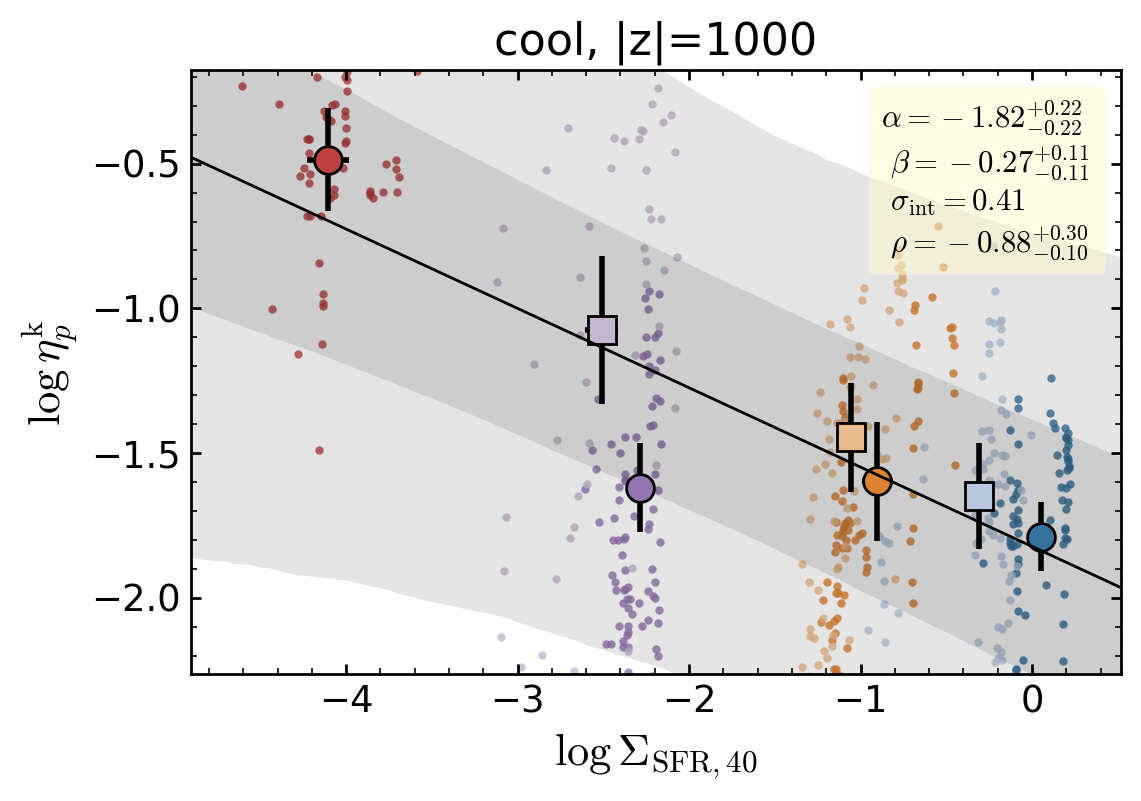 cool, |z|=1000
α = −1.82 +0.22 −0.22
β = −0.27 +0.11 −0.11
σint = 0.41
ρ = −0.88 +0.30 −0.10
−0.5
−1.0
−1.5
−2.0
log η_p^k
−4 −3 −2 −1 0
log Σ_SFR, 40